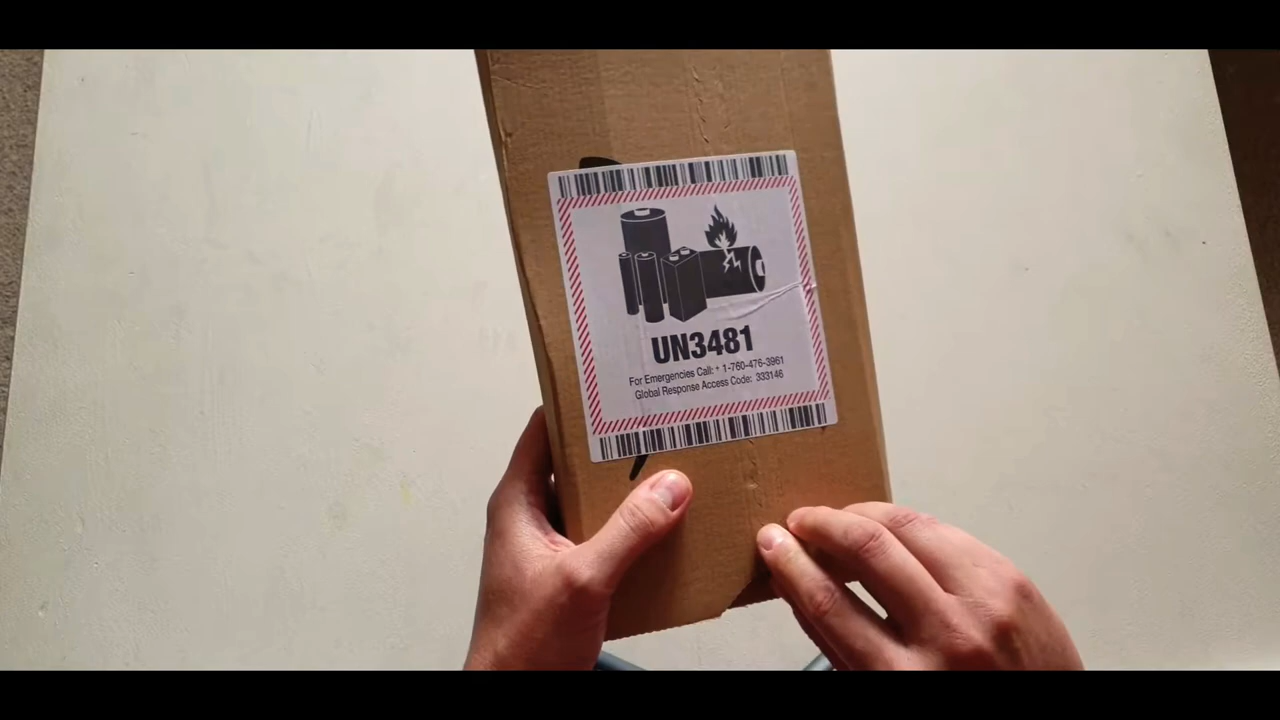 UN3481
For Emergencies Call: + 1-760-476-3961
Global Response Access Code: 333146